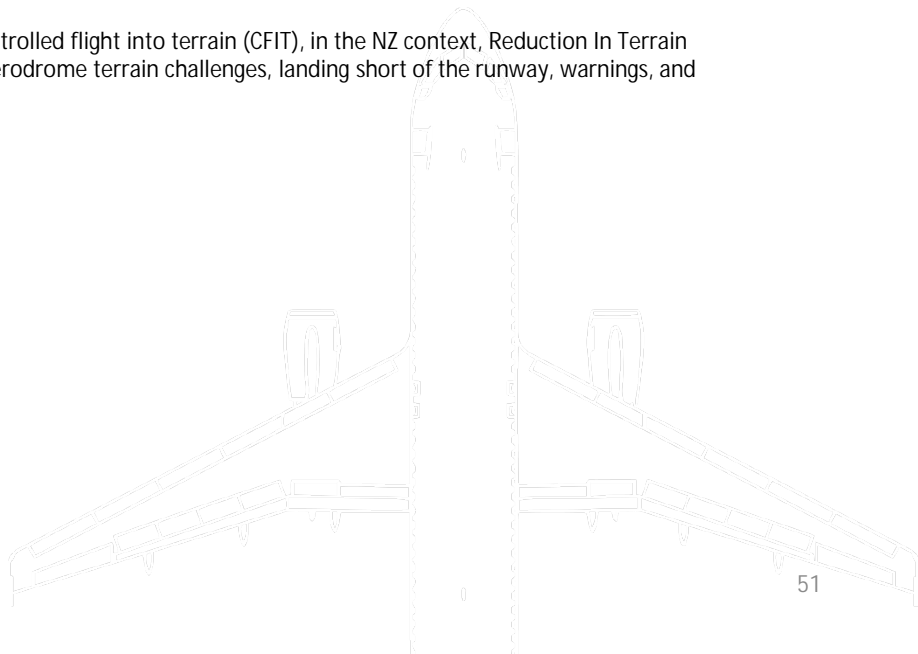 trolled flight into terrain (CFIT), in the NZ context, Reduction In Terrain
erodrome terrain challenges, landing short of the runway, warnings, and
51